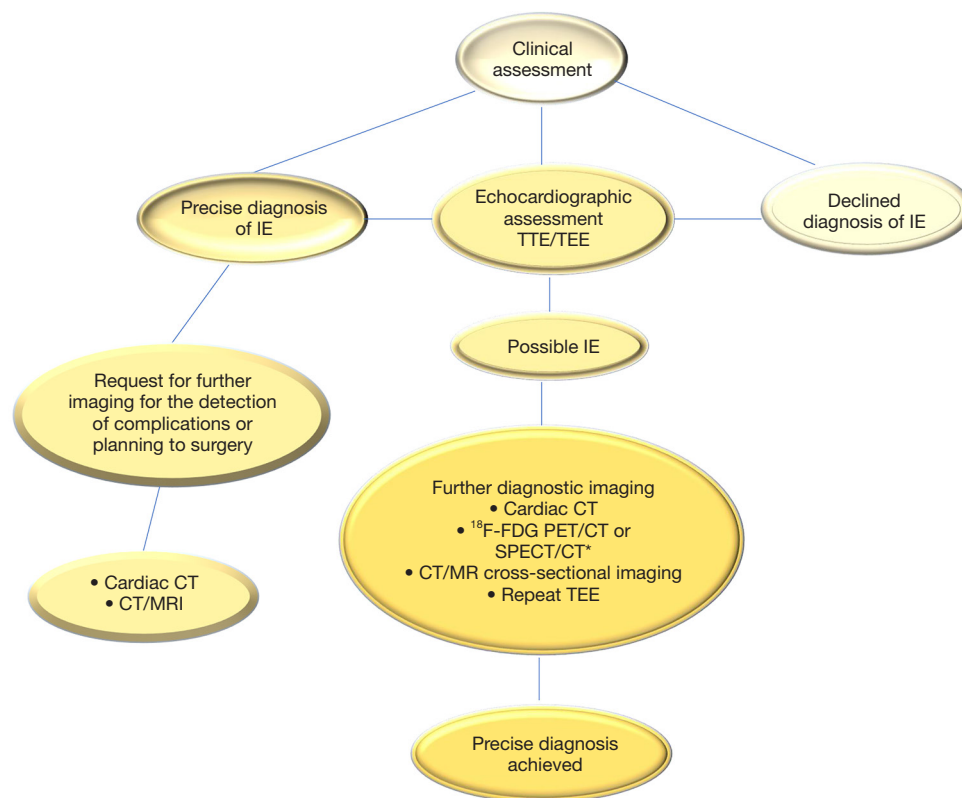 Clinical
assessment
Precise diagnosis
of IE
Echocardiographic
assessment
TTE/TEE
Declined
diagnosis of IE
Possible IE
Request for further
imaging for the detection
of complications or
planning to surgery
Further diagnostic imaging
• Cardiac CT
• ¹⁸F-FDG PET/CT or
SPECT/CT*
• CT/MR cross-sectional imaging
• Repeat TEE
• Cardiac CT
• CT/MRI
Precise diagnosis
achieved